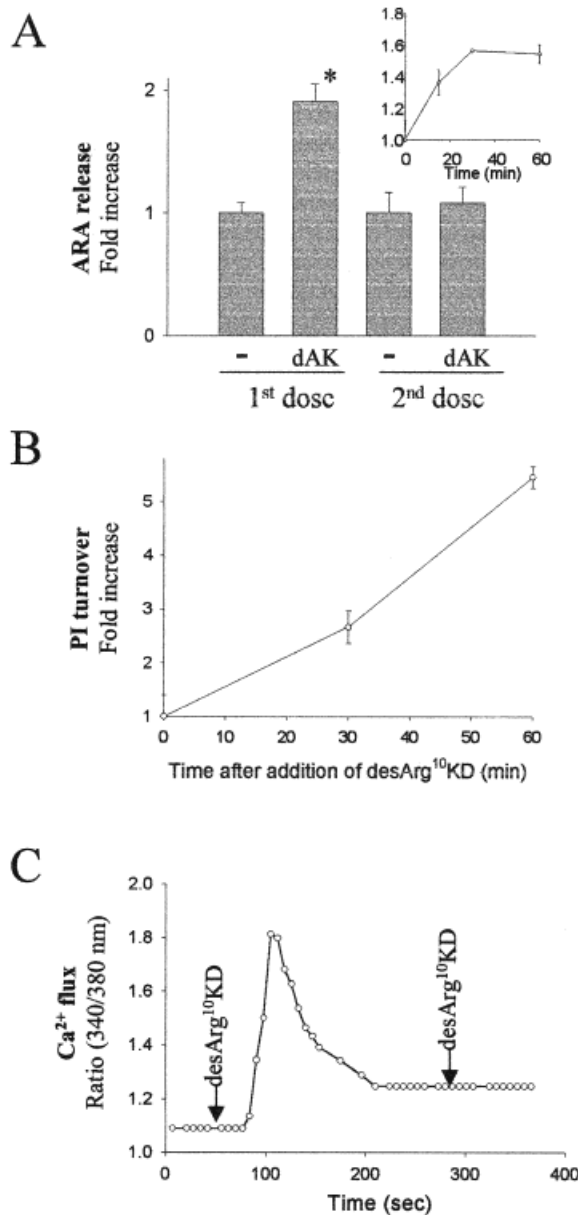 A
ARA release
Fold increase
2
1
0
*
1.8
1.6
1.4
1.2
1.0
0 20 40 60
Time (min)
- dAK - dAK
1st dosc 2nd dosc
B
PI turnover
Fold increase
5
4
3
2
1
0 10 20 30 40 50 60
Time after addition of desArg10KD (min)
C
Ca2+ flux
Ratio (340/380 nm)
2.0
1.8
1.6
1.4
1.2
1.0
desArg10KD
desArg10KD
0 100 200 300 400
Time (sec)